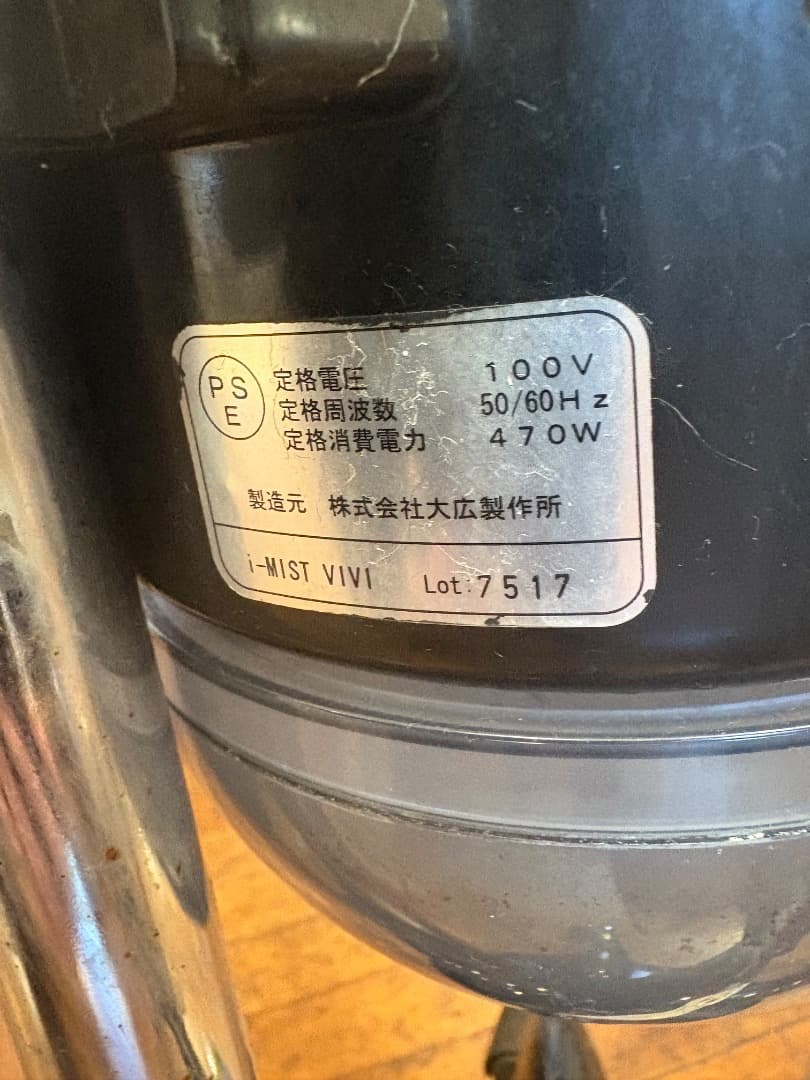 PS
E
定格電圧 100V
定格周波数 50/60Hz
定格消費電力 470W
製造元 株式会社大広製作所
i-MIST VIVI Lot:7517